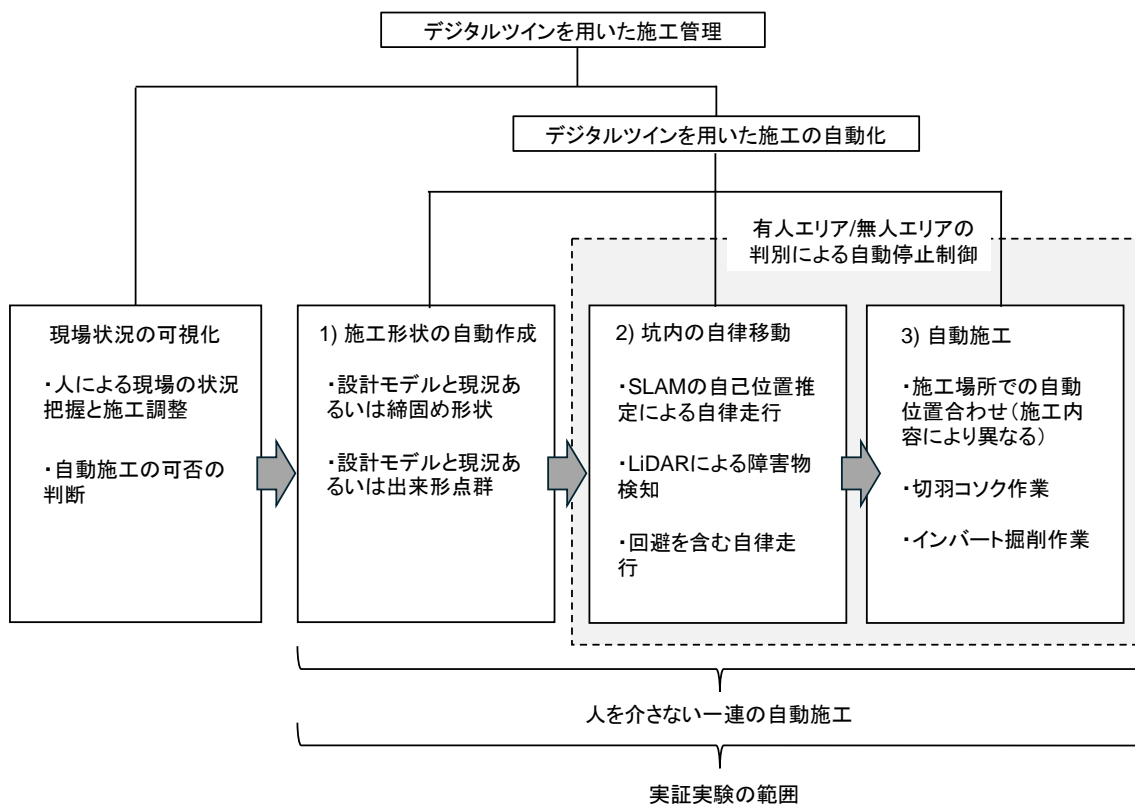 デジタルツインを用いた施工管理
デジタルツインを用いた施工の自動化
有人エリア/無人エリアの
判別による自動停止制御
現場状況の可視化
・人による現場の状況
把握と施工調整
・自動施工の可否の
判断
1) 施工形状の自動作成
・設計モデルと現況あ
るいは締固め形状
・設計モデルと現況あ
るいは出来形点群
2) 坑内の自律移動
・SLAMの自己位置推
定による自律走行
・LiDARによる障害物
検知
・回避を含む自律走
行
3) 自動施工
・施工場所での自動
位置合わせ(施工内
容により異なる)
・切羽コソク作業
・インバート掘削作業
人を介さない一連の自動施工
実証実験の範囲